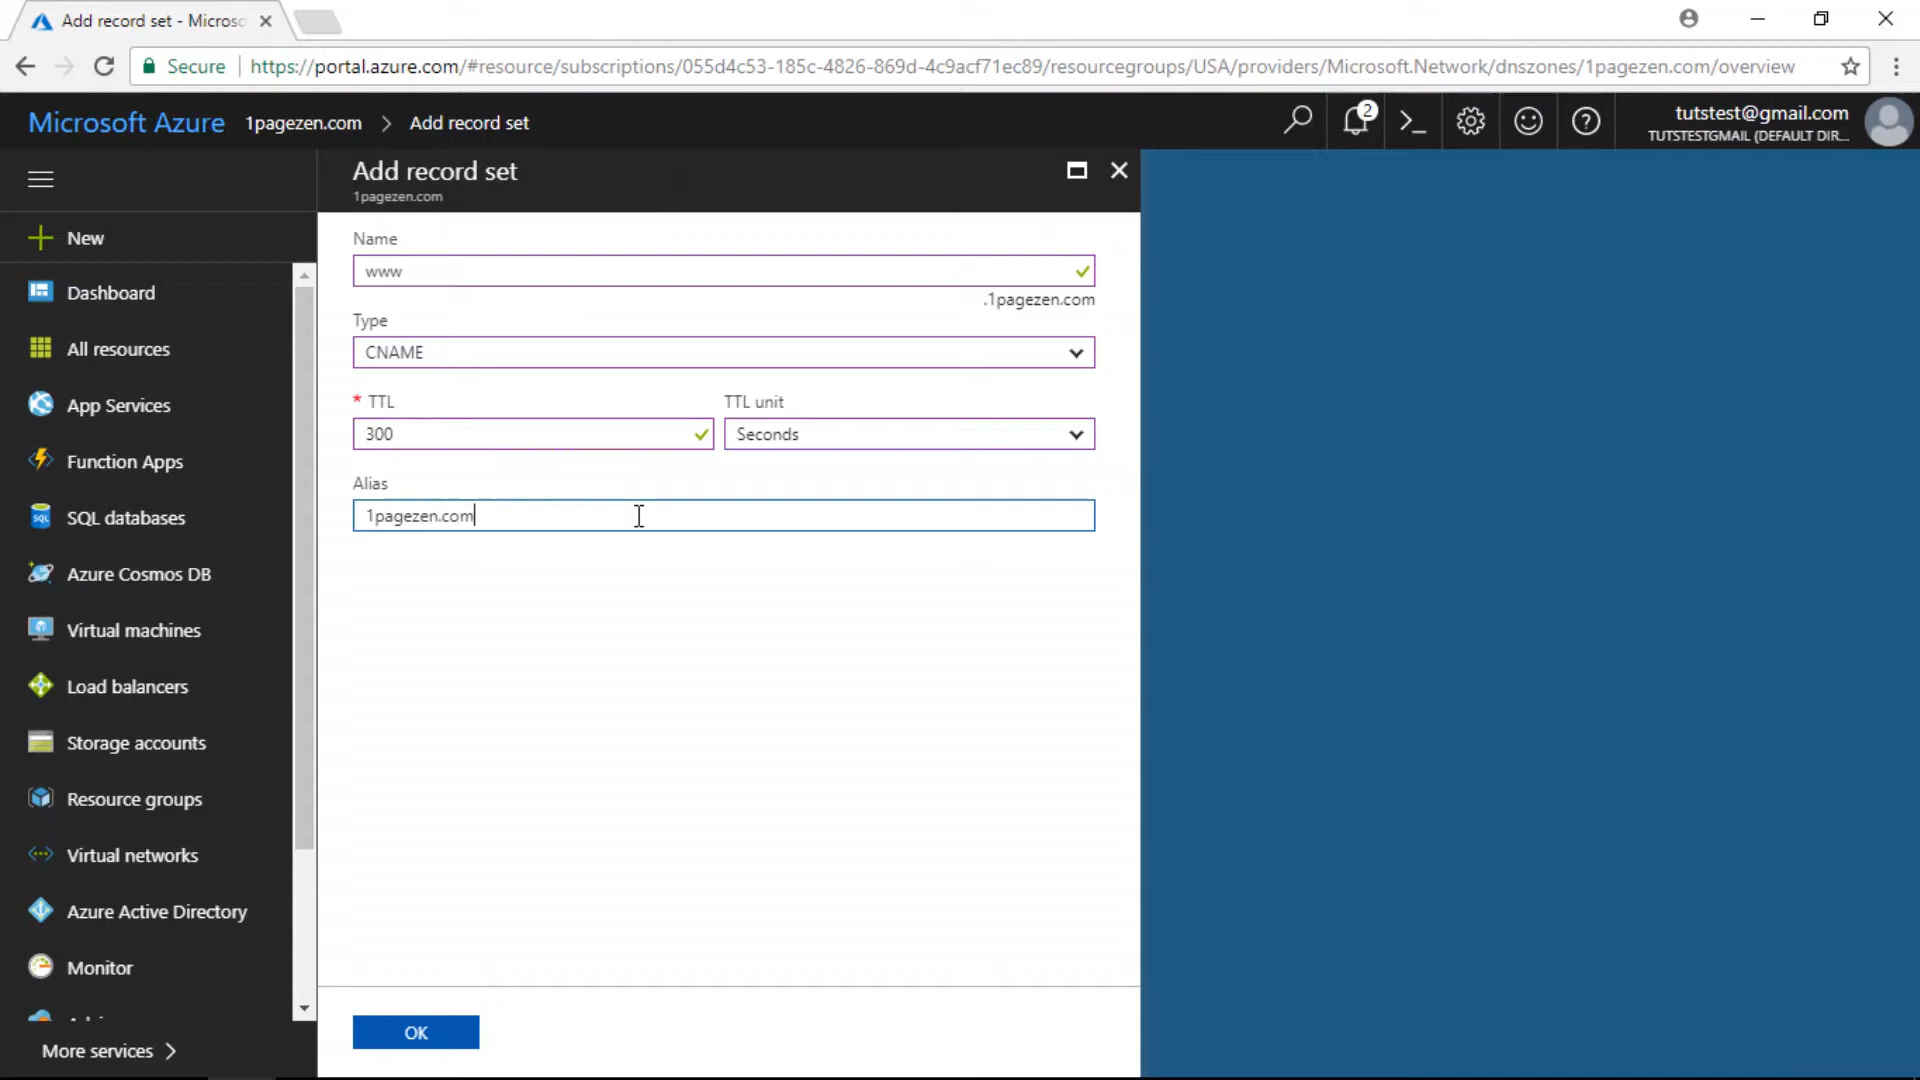 Add record set - Microso
Secure https://portal.azure.com/#resource/subscriptions/055d4c53-185c-4826-869d-4c9acf71ec89/resourcegroups/USA/providers/Microsoft.Network/dnszones/1pagezen.com/overview
Microsoft Azure 1pagezen.com > Add record set
2
tutstest@gmail.com
TUTSTESTGMAIL (DEFAULT DIR...
Add record set
1pagezen.com
New
Dashboard
All resources
App Services
Function Apps
SQL databases
Azure Cosmos DB
Virtual machines
Load balancers
Storage accounts
Resource groups
Virtual networks
Azure Active Directory
Monitor
More services >
Name
www
.1pagezen.com
Type
CNAME
* TTL
300
TTL unit
Seconds
Alias
1pagezen.com
OK